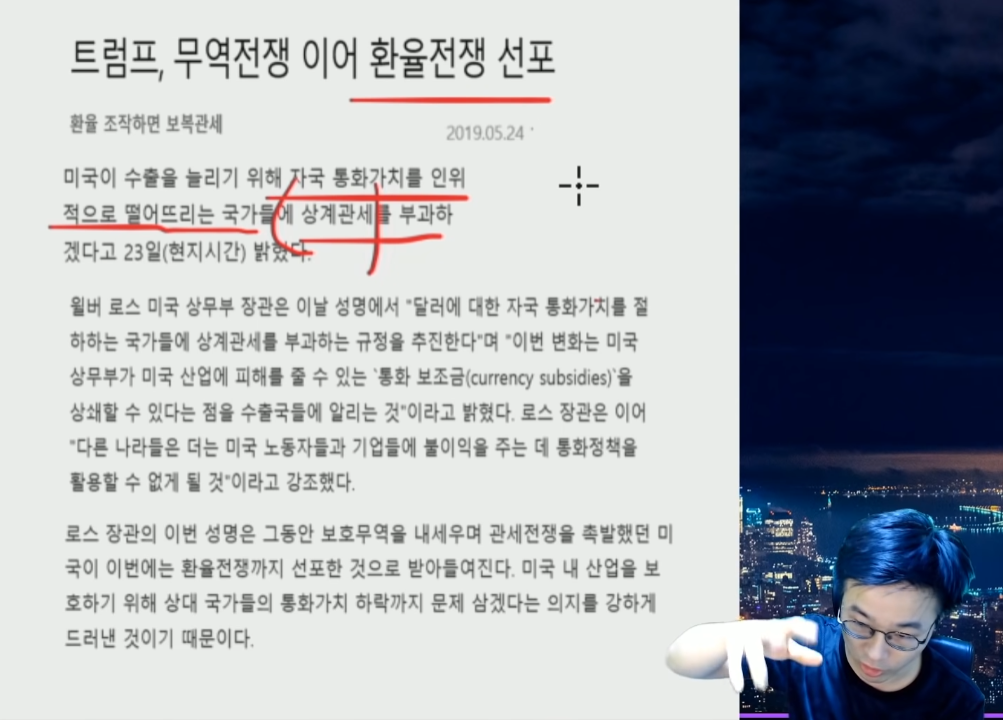 트럼프, 무역전쟁 이어 환율전쟁 선포
환율 조작하면 보복관세
2019.05.24
미국이 수출을 늘리기 위해 자국 통화가치를 인위
적으로 떨어뜨리는 국가들에 상계관세를 부과하
겠다고 23일(현지시간) 밝혔다.
윌버 로스 미국 상무부 장관은 이날 성명에서 "달러에 대한 자국 통화가치를 절
하하는 국가들에 상계관세를 부과하는 규정을 추진한다"며 "이번 변화는 미국
상무부가 미국 산업에 피해를 줄 수 있는 `통화 보조금(currency subsidies)`을
상쇄할 수 있다는 점을 수출국들에 알리는 것"이라고 밝혔다. 로스 장관은 이어
"다른 나라들은 더는 미국 노동자들과 기업들에 불이익을 주는 데 통화정책을
활용할 수 없게 될 것"이라고 강조했다.
로스 장관의 이번 성명은 그동안 보호무역을 내세우며 관세전쟁을 촉발했던 미
국이 이번에는 환율전쟁까지 선포한 것으로 받아들여진다. 미국 내 산업을 보
호하기 위해 상대 국가들의 통화가치 하락까지 문제 삼겠다는 의지를 강하게
드러낸 것이기 때문이다.